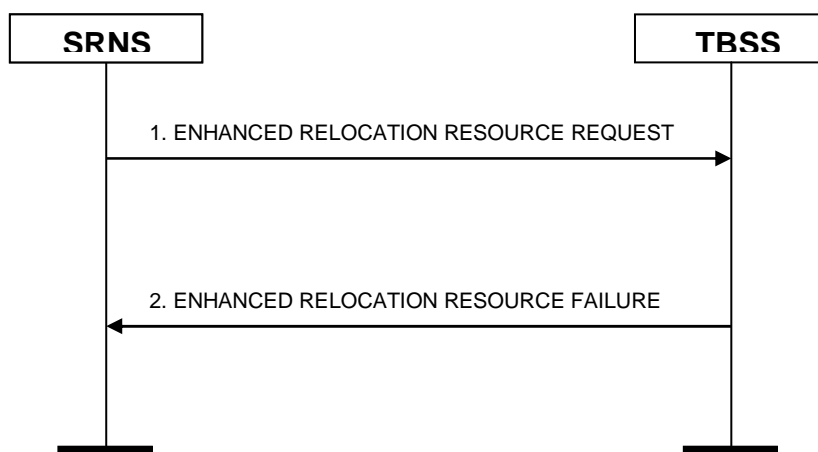 SRNS
TBSS
1. ENHANCED RELOCATION RESOURCE REQUEST
2. ENHANCED RELOCATION RESOURCE FAILURE